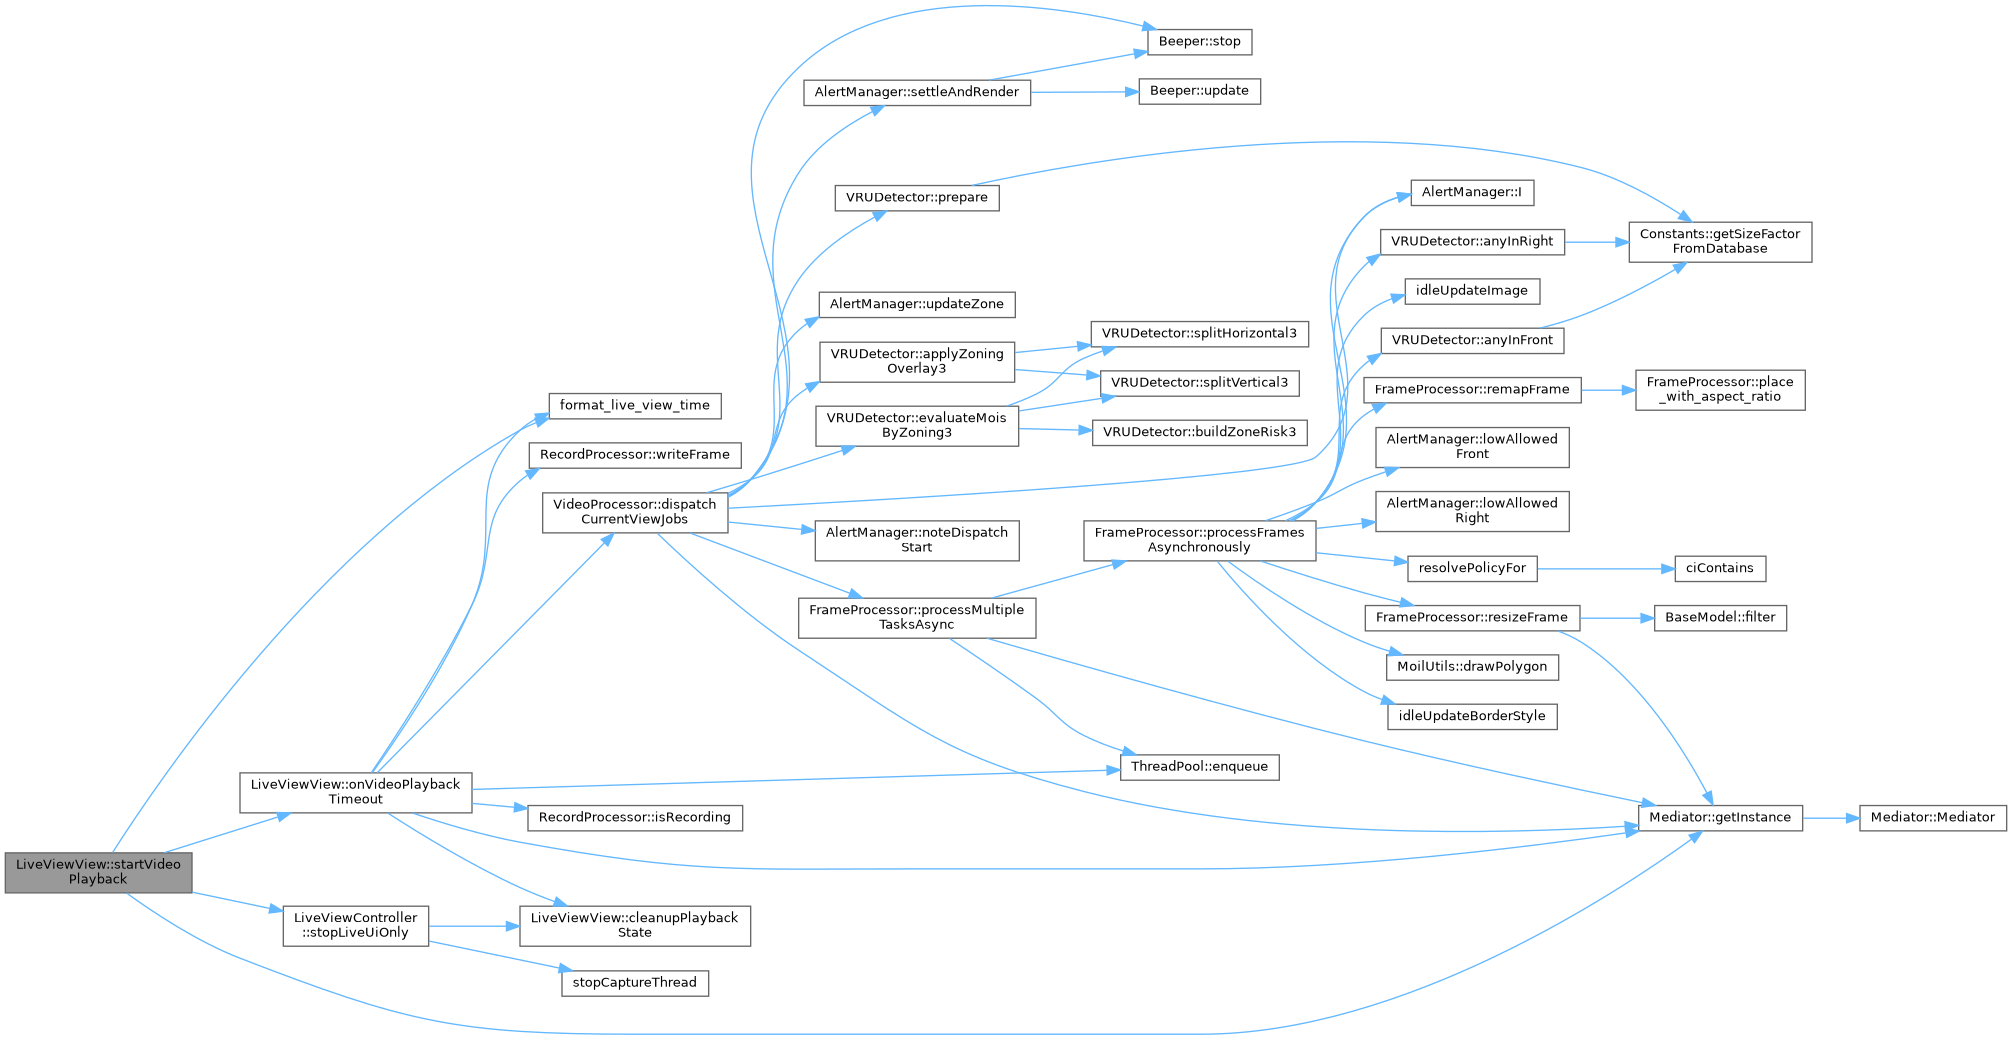 Beeper::stop
AlertManager::settleAndRender
Beeper::update
VRUDetector::prepare
AlertManager::I
Constants::getSizeFactor
FromDatabase
VRUDetector::anyInRight
idleUpdateImage
AlertManager::updateZone
VRUDetector::splitHorizontal3
VRUDetector::anyInFront
VRUDetector::applyZoning
Overlay3
VRUDetector::splitVertical3
FrameProcessor::remapFrame
FrameProcessor::place
_with_aspect_ratio
format_live_view_time
VRUDetector::evaluateMois
ByZoning3
VRUDetector::buildZoneRisk3
AlertManager::lowAllowed
Front
RecordProcessor::writeFrame
VideoProcessor::dispatch
CurrentViewJobs
AlertManager::lowAllowed
Right
AlertManager::noteDispatch
Start
FrameProcessor::processFrames
Asynchronously
resolvePolicyFor
ciContains
FrameProcessor::processMultiple
TasksAsync
FrameProcessor::resizeFrame
BaseModel::filter
MoilUtils::drawPolygon
idleUpdateBorderStyle
ThreadPool::enqueue
LiveViewView::onVideoPlayback
Timeout
RecordProcessor::isRecording
Mediator::getInstance
Mediator::Mediator
LiveViewView::startVideo
Playback
LiveViewController
::stopLiveUiOnly
LiveViewView::cleanupPlayback
State
stopCaptureThread